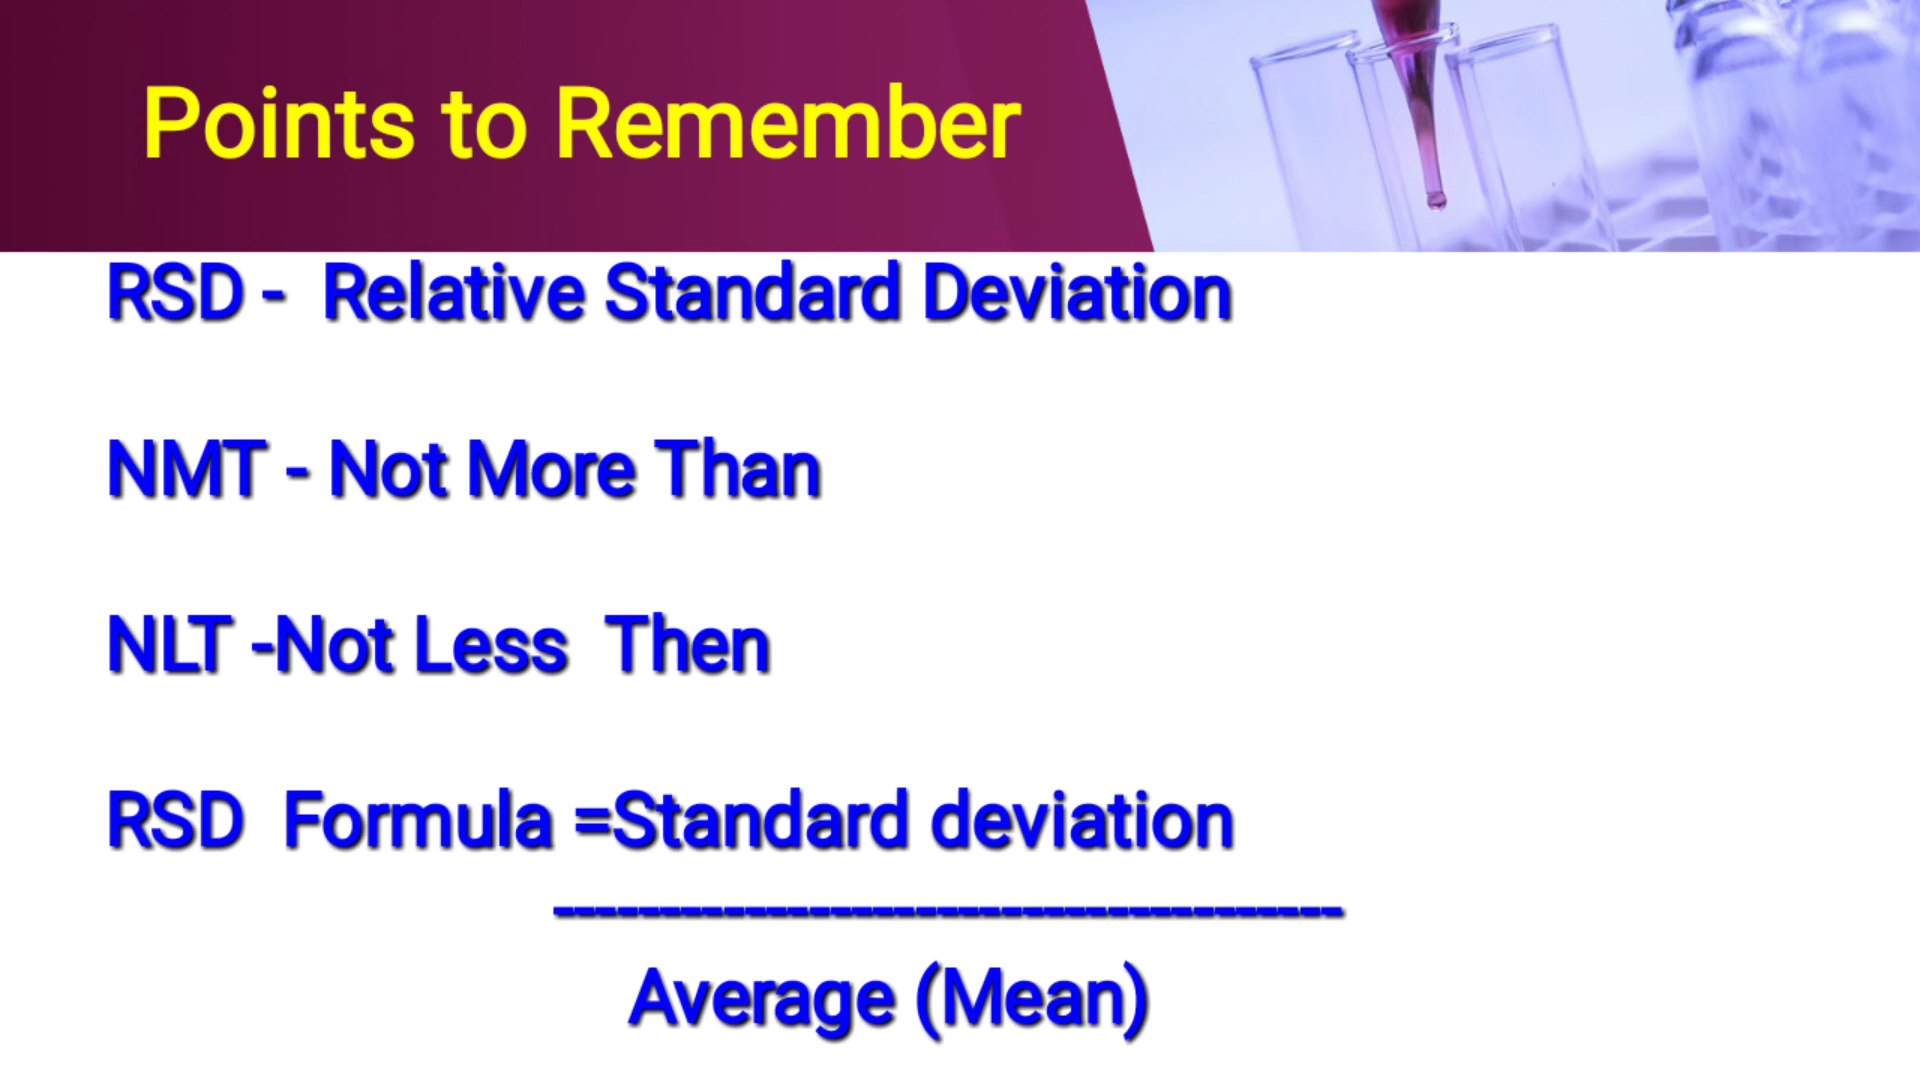 Points to Remember
RSD - Relative Standard Deviation
NMT - Not More Than
NLT -Not Less Then
RSD Formula =Standard deviation
-------------------------------------
Average (Mean)